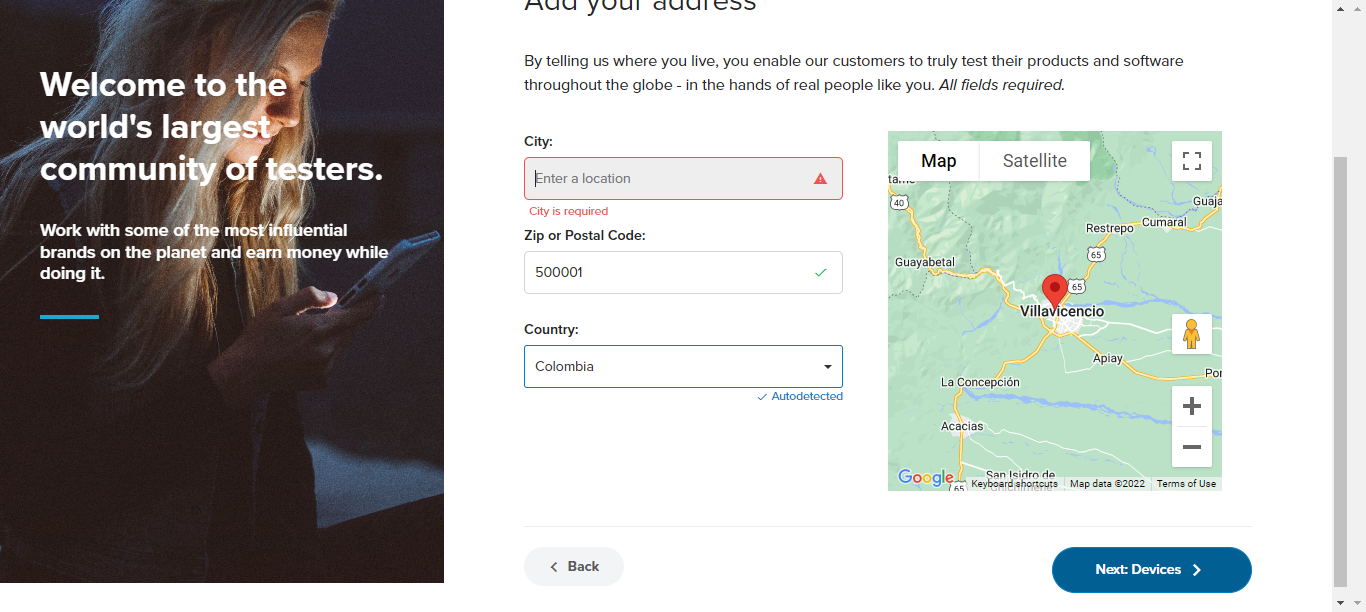 Add your address
Welcome to the
world's largest
community of testers.
Work with some of the most influential
brands on the planet and earn money while
doing it.
By telling us where you live, you enable our customers to truly test their products and software
throughout the globe - in the hands of real people like you. All fields required.
City:
Enter a location
City is required
Zip or Postal Code:
500001
Country:
Colombia
Autodetected
Map
Satellite
40
Guaja
Cumaral
Restrepo
65
Guayabetal
65
Villavicencio
Apiay
La Concepción
Acacias
San Isidro de
65
Google
Keyboard shortcuts
Map data ©2022
Terms of Use
Back
Next: Devices